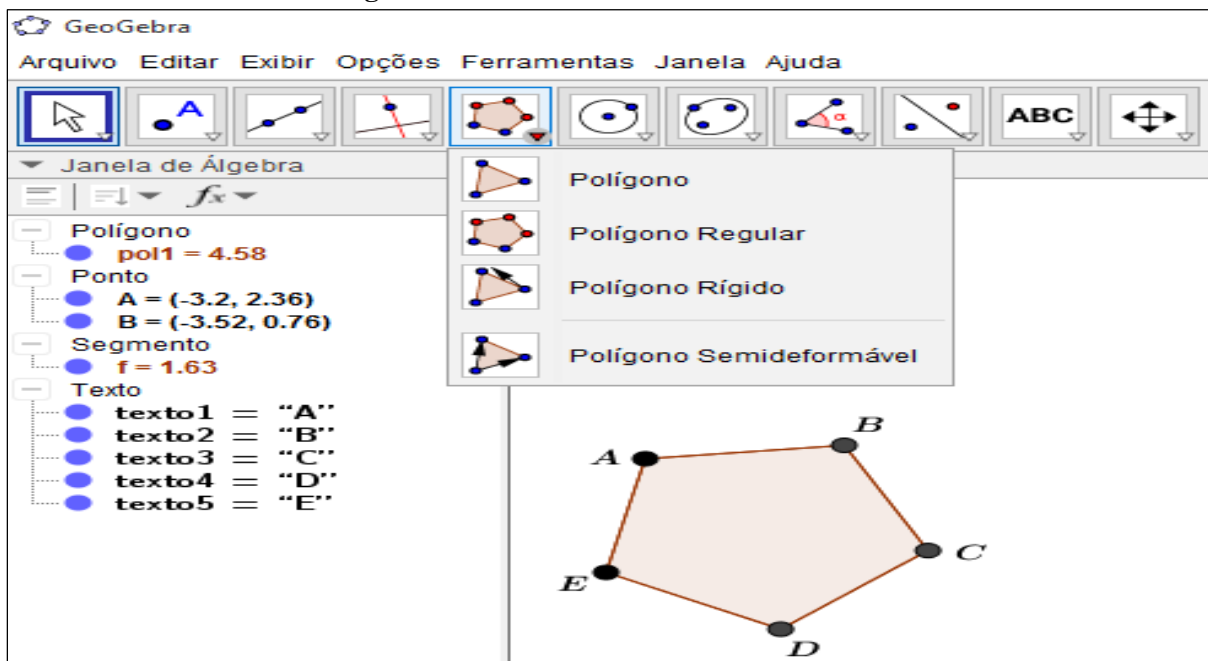 GeoGebra
Arquivo Editar Exibir Opções Ferramentas Janela Ajuda
A α ABC
Janela de Álgebra
fx
Polígono
pol1 = 4.58
Ponto
A = (-3.2, 2.36)
B = (-3.52, 0.76)
Segmento
f = 1.63
Texto
texto1 = “A”
texto2 = “B”
texto3 = “C”
texto4 = “D”
texto5 = “E”
Polígono
Polígono Regular
Polígono Rígido
Polígono Semideformável
B
A
C
E
D